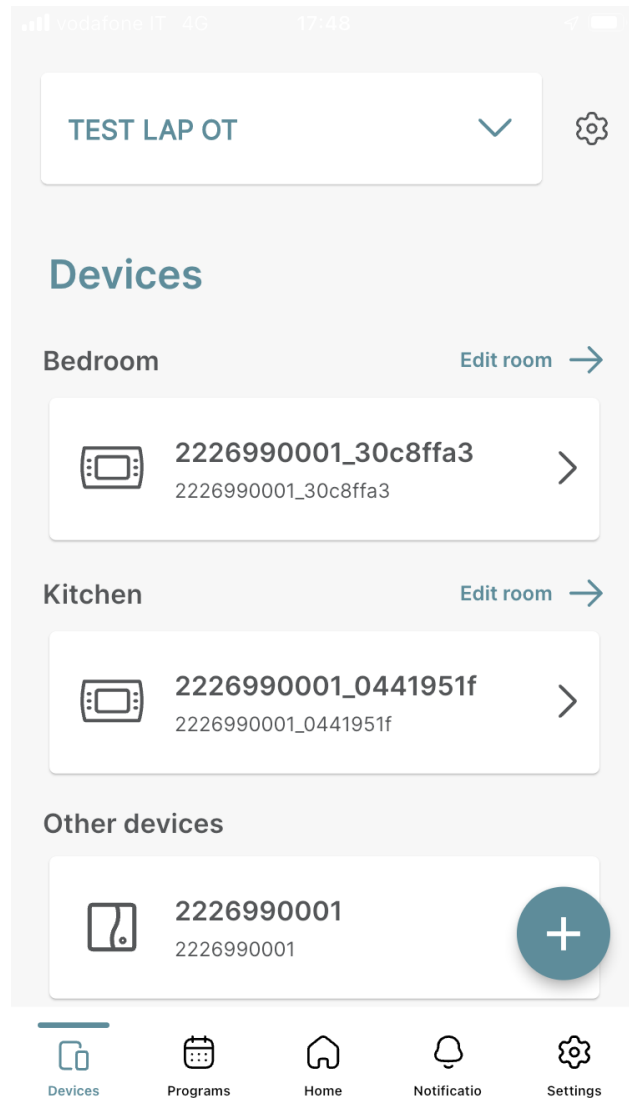 vodafone IT 4G 17:48
TEST LAP OT
Devices
Bedroom
Edit room
2226990001_30c8ffa3
2226990001_30c8ffa3
Kitchen
Edit room
2226990001_0441951f
2226990001_0441951f
Other devices
2226990001
2226990001
Devices Programs Home Notificatio Settings